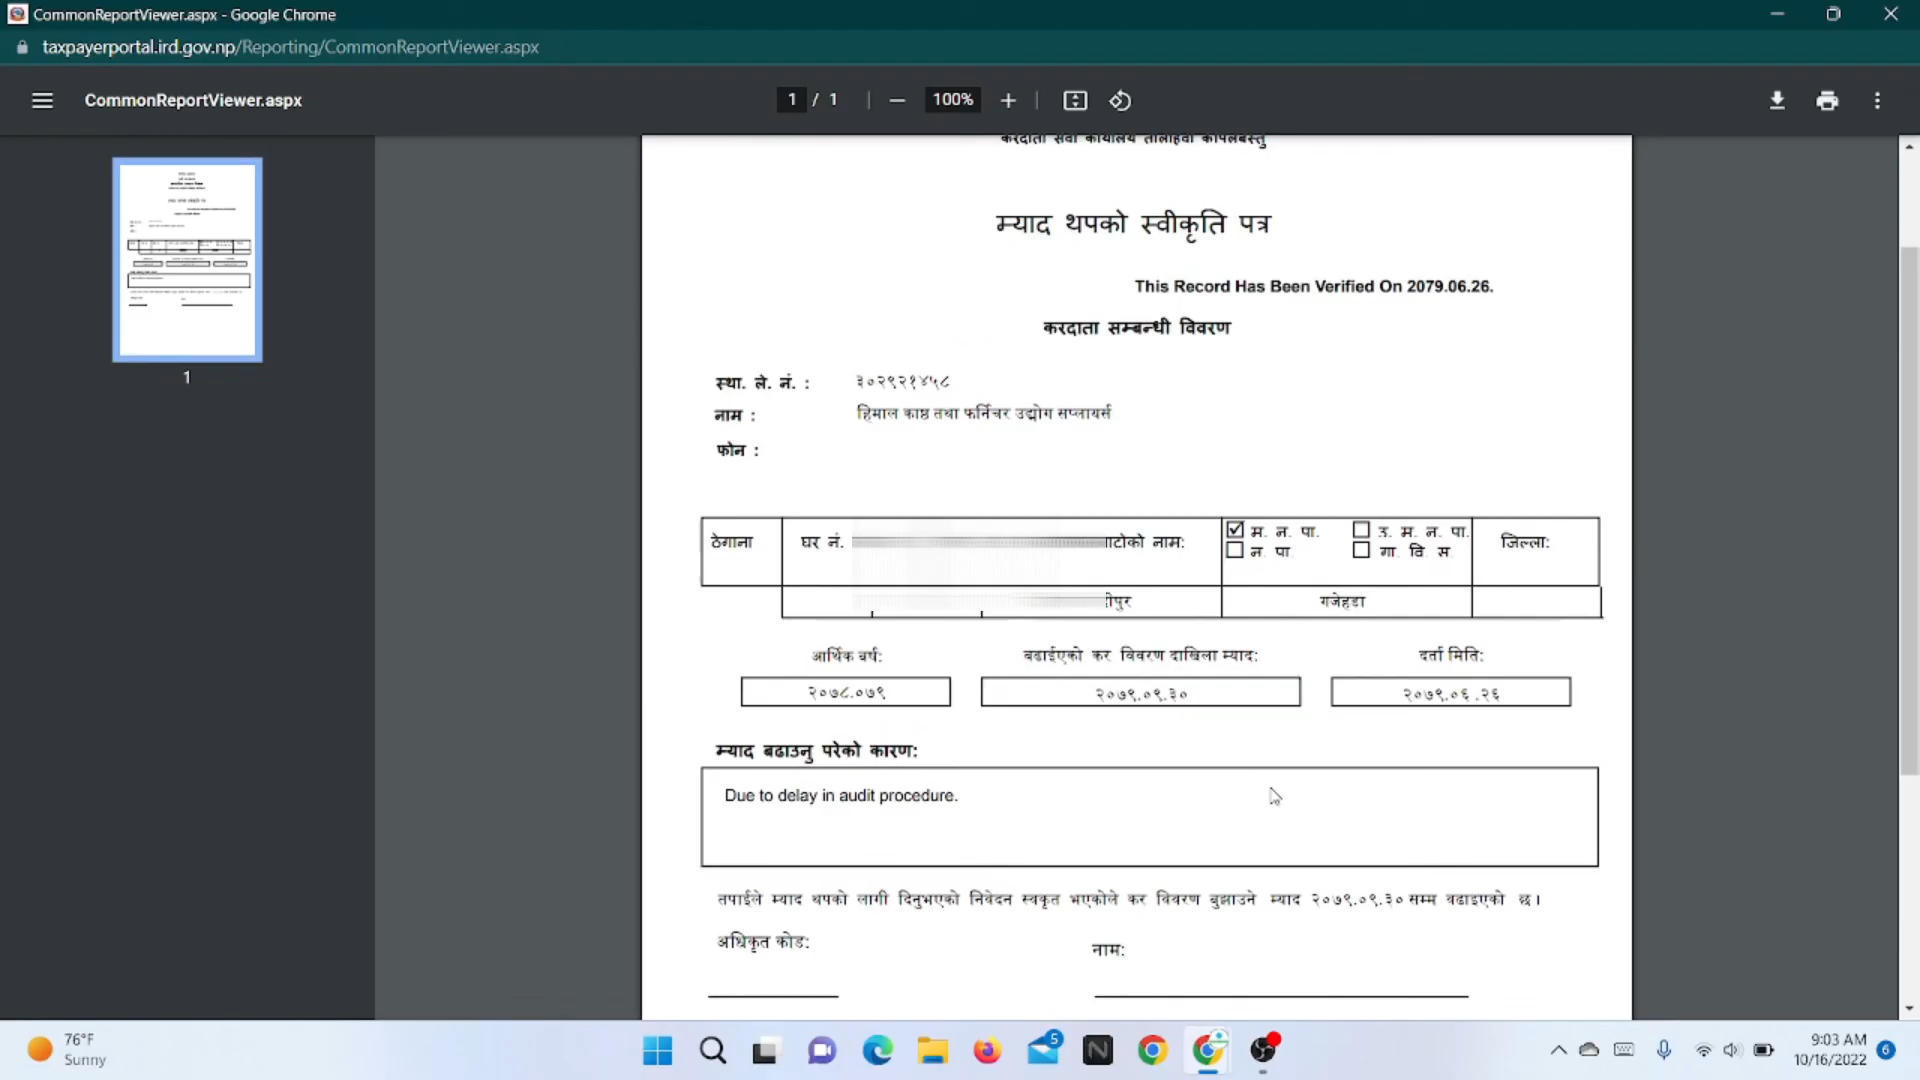 CommonReportViewer.aspx - Google Chrome
taxpayerportal.ird.gov.np/Reporting/CommonReportViewer.aspx
CommonReportViewer.aspx
1 / 1
100%
म्याद थपको स्वीकृति पत्र
This Record Has Been Verified On 2079.06.26.
करदाता सम्बन्धी विवरण
स्था. ले. नं. : ३०२९२१४५८
नाम : हिमाल काष्ठ तथा फर्निचर उद्योग सप्लायर्स
फोन :
ठेगाना घर नं. नाम: म. न. पा. उ. म. न. पा. जिल्ला:
न. पा. गा. वि स.
गजेहडा
आर्थिक वर्ष: बढाईएको कर विवरण दाखिला म्याद: दर्ता मिति:
२०७८.०७९ २०७९.०९.३० २०७९.०६.२६
म्याद बढाउनु परेको कारण:
Due to delay in audit procedure.
तपाईले म्याद थपको लागी दिनुभएको निवेदन स्वकृत भएकोले कर विवरण बुझाउने म्याद २०७९.०९.३० सम्म बढाइएको छ।
अधिकृत कोड: नाम:
1
76°F
Sunny
5
9:03 AM
10/16/2022
6